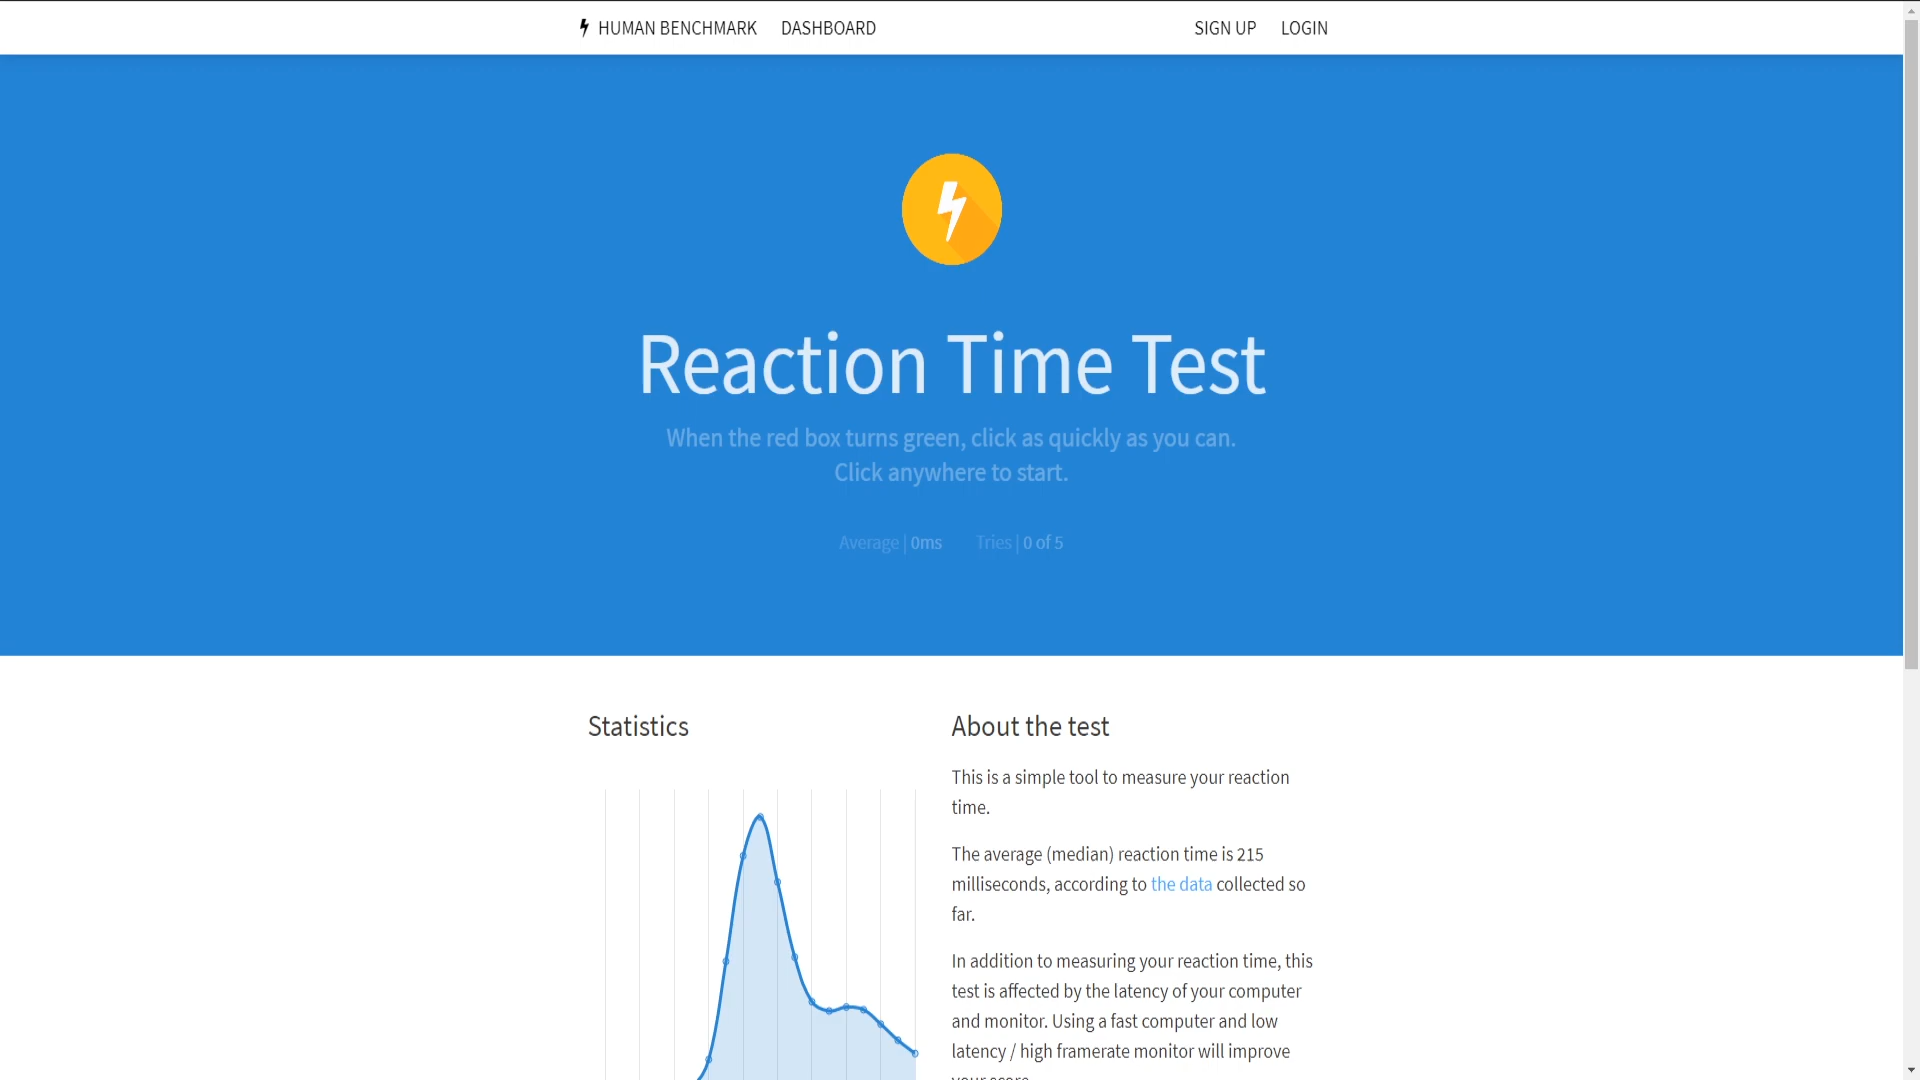 HUMAN BENCHMARK DASHBOARD SIGN UP LOGIN
Reaction Time Test
When the red box turns green, click as quickly as you can.
Click anywhere to start.
Average | 0ms Tries | 0 of 5
Statistics
About the test
This is a simple tool to measure your reaction
time.
The average (median) reaction time is 215
milliseconds, according to the data collected so
far.
In addition to measuring your reaction time, this
test is affected by the latency of your computer
and monitor. Using a fast computer and low
latency / high framerate monitor will improve
your score.